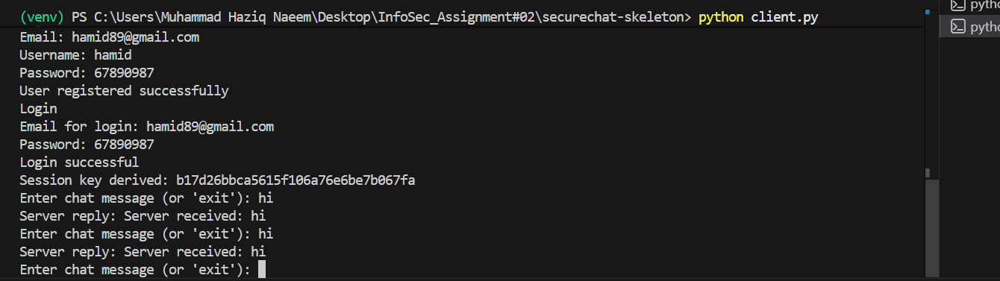 (venv) PS C:\Users\Muhammad Haziq Naeem\Desktop\InfoSec_Assignment#02\securechat-skeleton> python client.py
Email: hamid89@gmail.com
Username: hamid
Password: 67890987
User registered successfully
Login
Email for login: hamid89@gmail.com
Password: 67890987
Login successful
Session key derived: b17d26bbca5615f106a76e6be7b067fa
Enter chat message (or 'exit'): hi
Server reply: Server received: hi
Enter chat message (or 'exit'): hi
Server reply: Server received: hi
Enter chat message (or 'exit'):